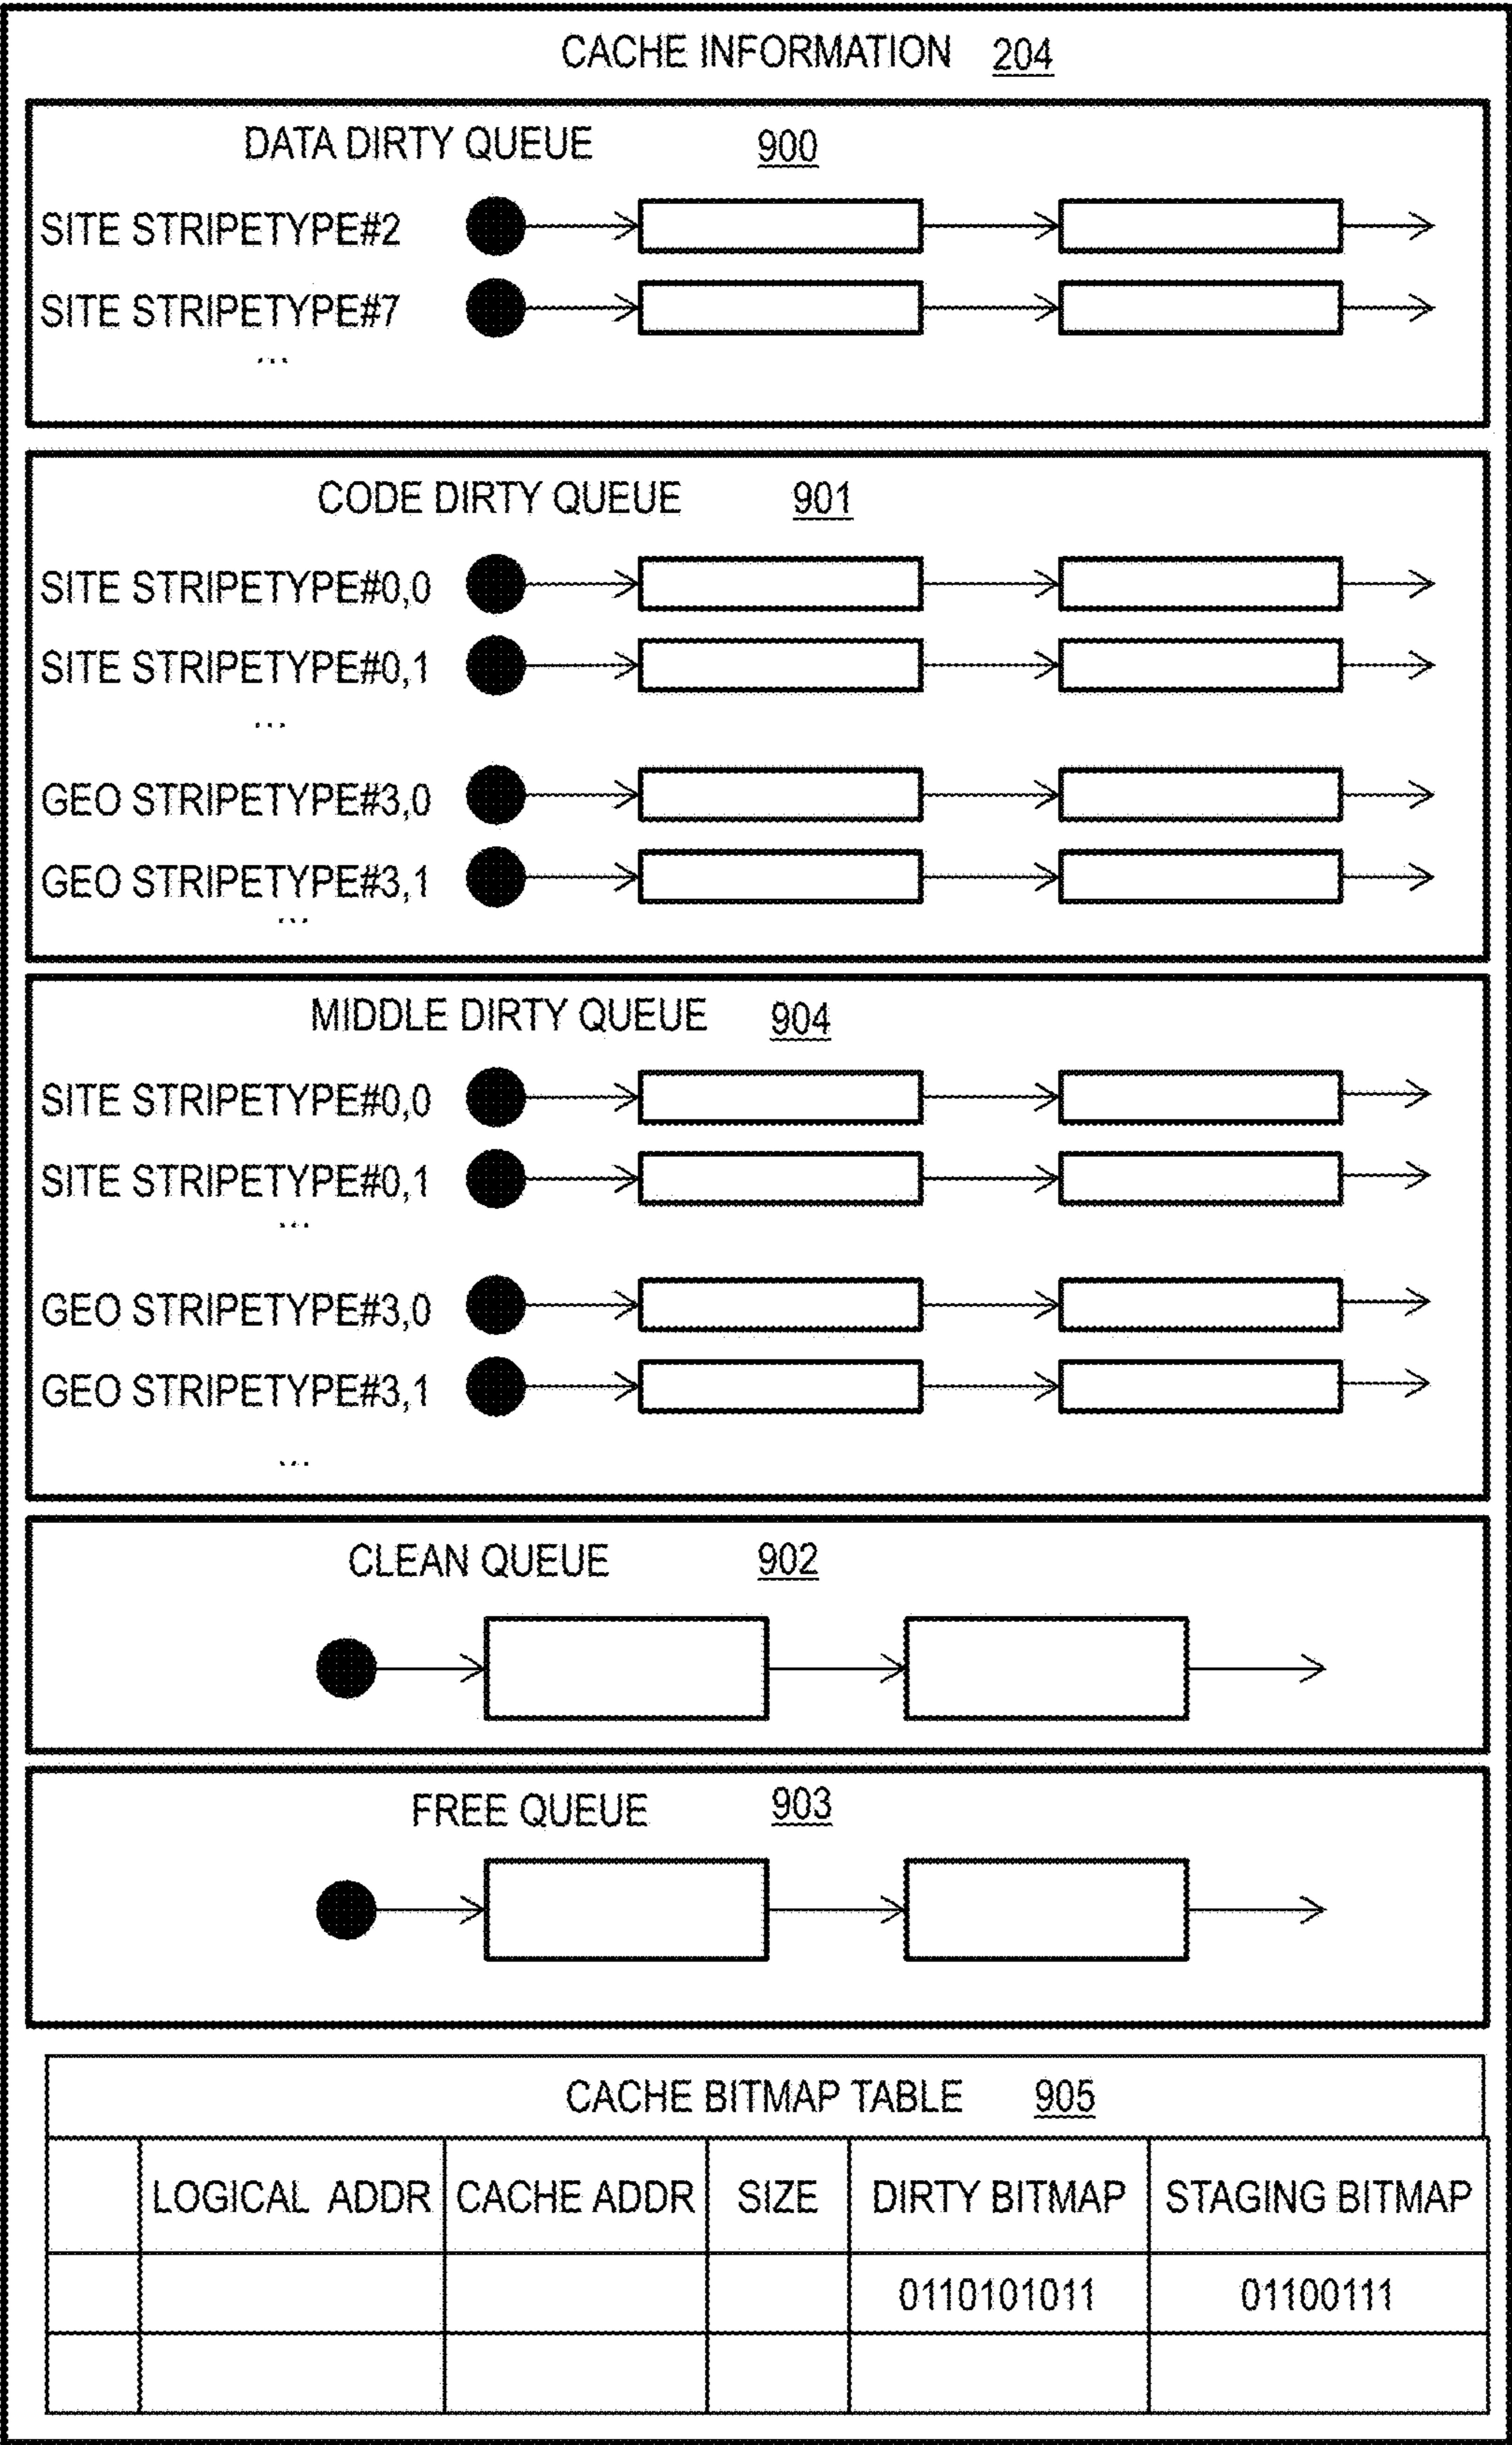 CACHE INFORMATION 204
DATA DIRTY QUEUE 900
SITE STRIPETYPE#2
SITE STRIPETYPE#7
...
CODE DIRTY QUEUE 901
SITE STRIPETYPE#0,0
SITE STRIPETYPE#0,1
...
GEO STRIPETYPE#3,0
GEO STRIPETYPE#3,1
...
MIDDLE DIRTY QUEUE 904
SITE STRIPETYPE#0,0
SITE STRIPETYPE#0,1
...
GEO STRIPETYPE#3,0
GEO STRIPETYPE#3,1
...
CLEAN QUEUE 902
FREE QUEUE 903
CACHE BITMAP TABLE 905
LOGICAL ADDR CACHE ADDR SIZE DIRTY BITMAP STAGING BITMAP
0110101011 01100111